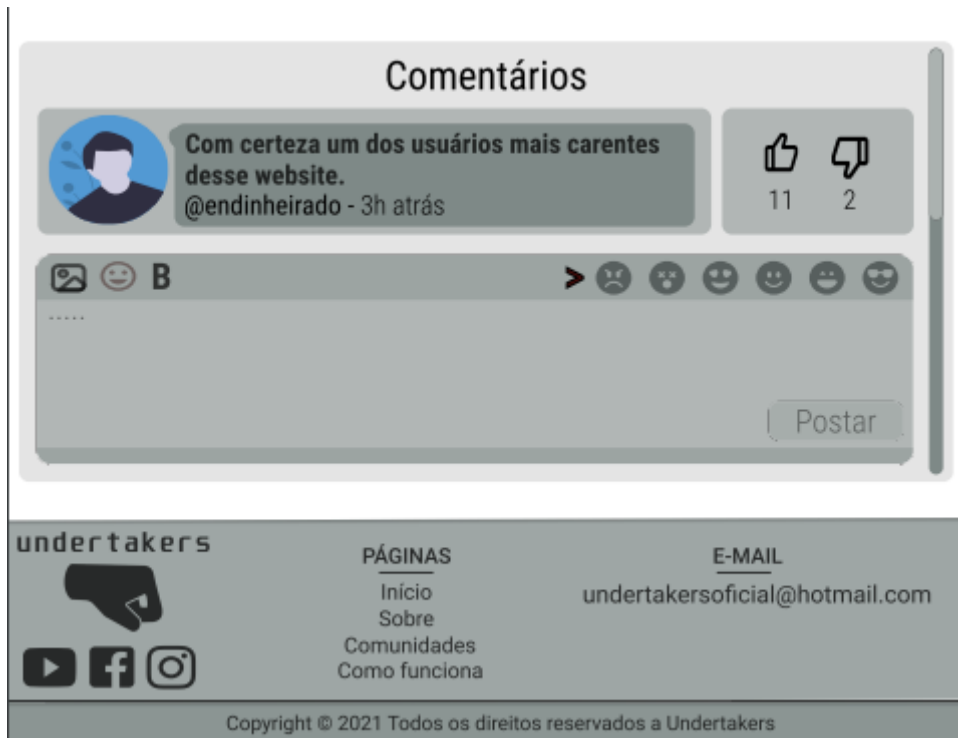 Comentários
Com certeza um dos usuários mais carentes
desse website.
@endinheirado - 3h atrás
11 2
B >
.....
Postar
undertakers
PÁGINAS
Início
Sobre
Comunidades
Como funciona
E-MAIL
undertakersoficial@hotmail.com
Copyright © 2021 Todos os direitos reservados a Undertakers